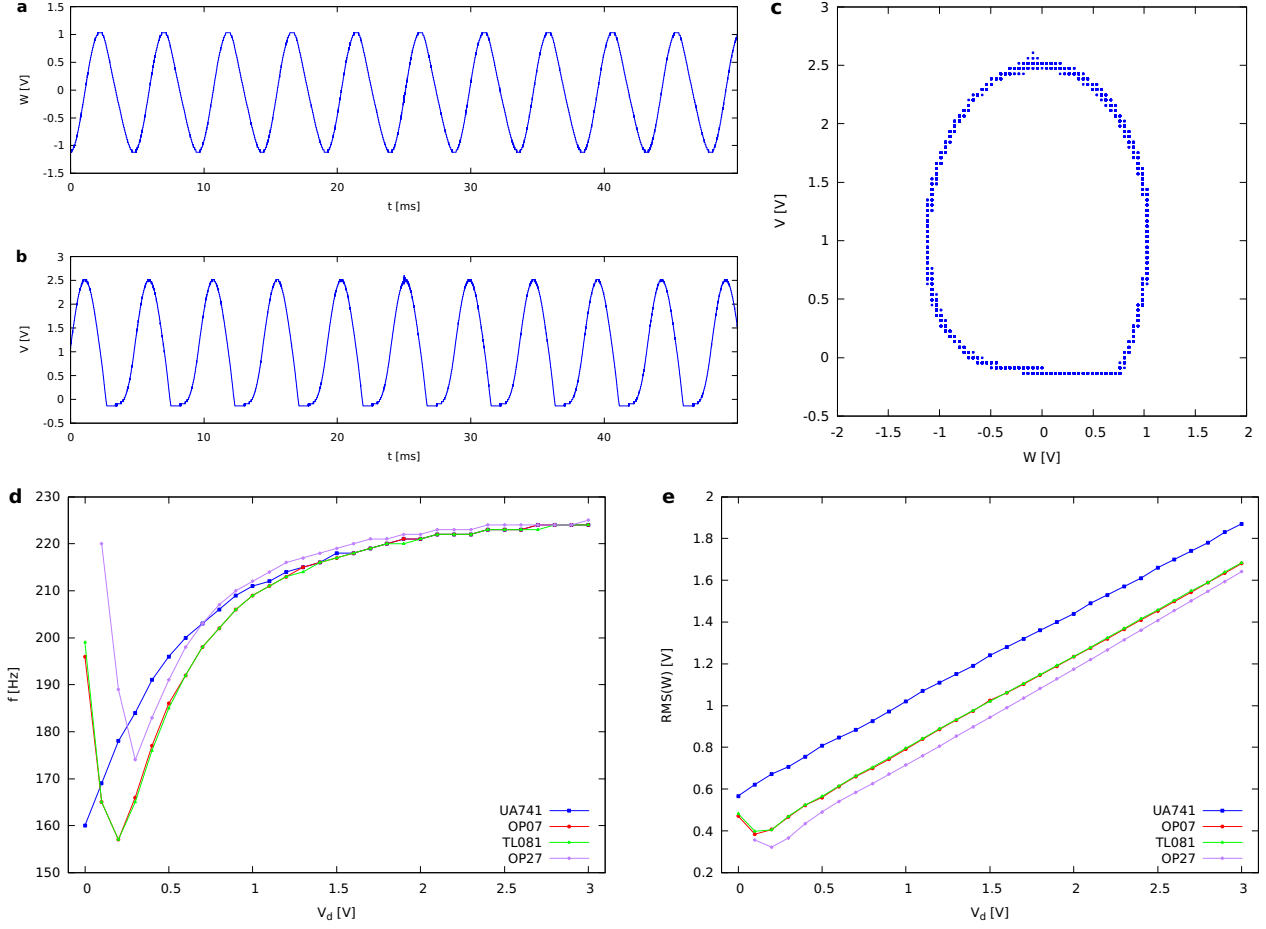 a
1.5
1
0.5
0
-0.5
-1
-1.5
W [V]
0 10 20 30 40
t [ms]
b
3
2.5
2
1.5
1
0.5
0
-0.5
V [V]
0 10 20 30 40
t [ms]
c
3
2.5
2
1.5
1
0.5
0
-0.5
V [V]
-2 -1.5 -1 -0.5 0 0.5 1 1.5 2
W [V]
d
230
220
210
200
190
180
170
160
150
f [Hz]
UA741
OP07
TL081
OP27
0 0.5 1 1.5 2 2.5 3
V_d [V]
e
2
1.8
1.6
1.4
1.2
1
0.8
0.6
0.4
0.2
RMS(W) [V]
UA741
OP07
TL081
OP27
0 0.5 1 1.5 2 2.5 3
V_d [V]